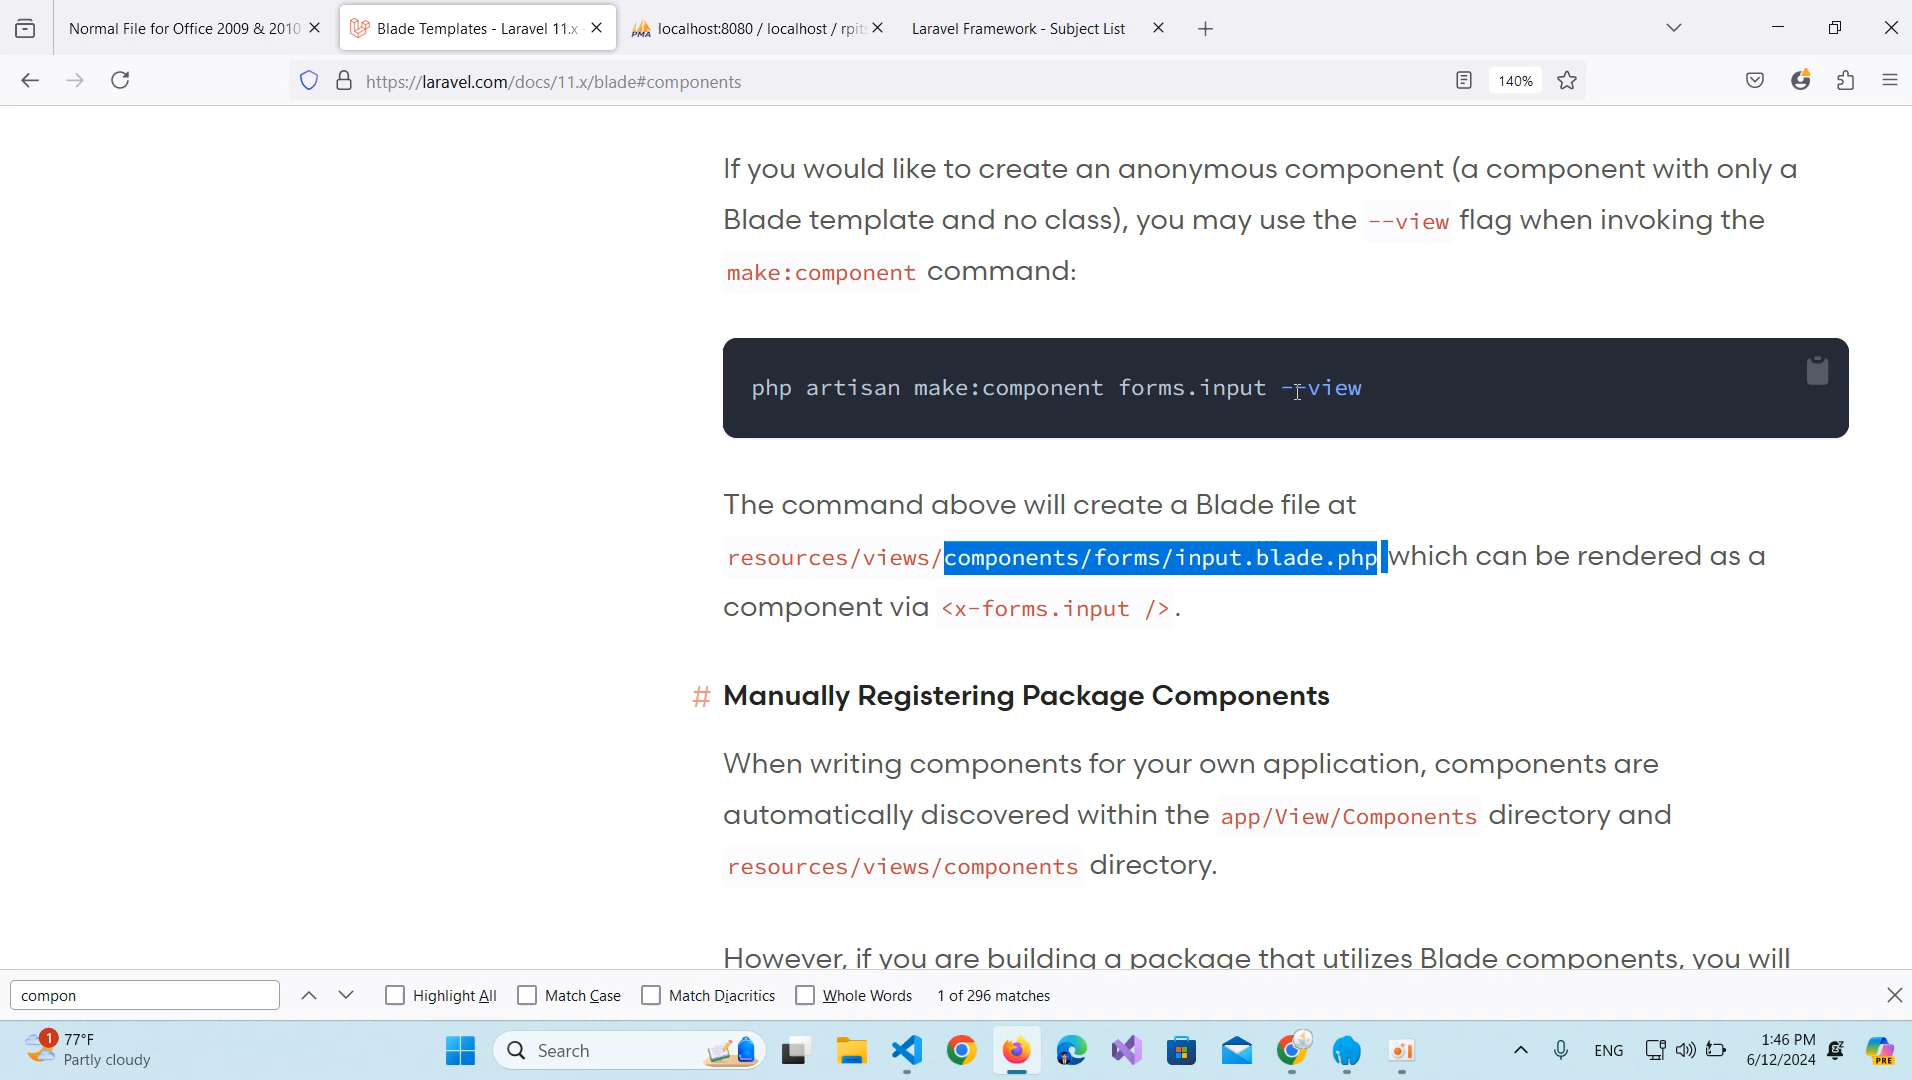 Normal File for Office 2009 & 2010
Blade Templates - Laravel 11.x -
localhost:8080 / localhost / rpits
Laravel Framework - Subject List
https://laravel.com/docs/11.x/blade#components
140%
If you would like to create an anonymous component (a component with only a
Blade template and no class), you may use the --view flag when invoking the
make:component command:
php artisan make:component forms.input --view
The command above will create a Blade file at
resources/views/components/forms/input.blade.php which can be rendered as a
component via <x-forms.input />.
# Manually Registering Package Components
When writing components for your own application, components are
automatically discovered within the app/View/Components directory and
resources/views/components directory.
However, if you are building a package that utilizes Blade components, you will
compon
Highlight All
Match Case
Match Diacritics
Whole Words
1 of 296 matches
1
77°F
Partly cloudy
Search
ENG
1:46 PM
6/12/2024
PRE